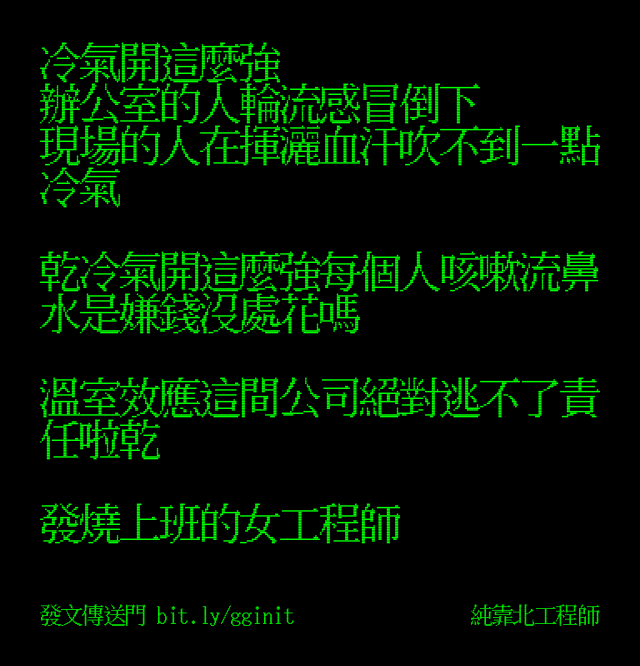 冷氣開這麼強
辦公室的人輪流感冒倒下
現場的人在揮灑血汗吹不到一點
冷氣
乾冷氣開這麼強每個人咳嗽流鼻
水是嫌錢沒處花嗎
溫室效應這間公司絕對逃不了責
任啦乾
發燒上班的女工程師
發文傳送門 bit.ly/gginit
純靠北工程師